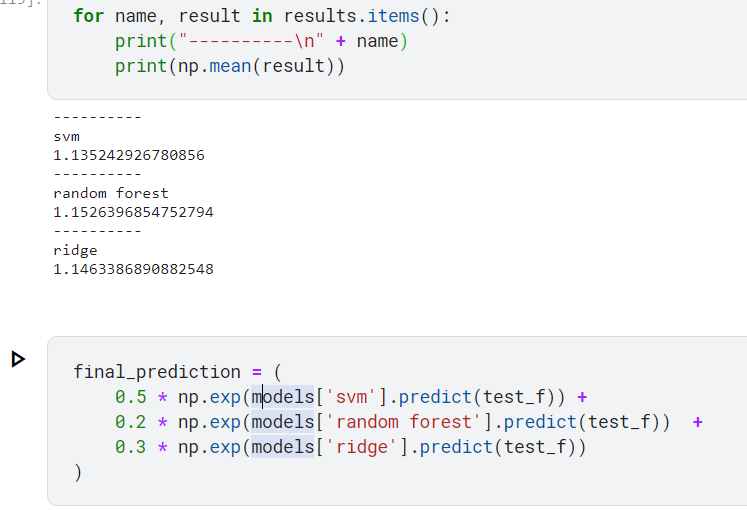 for name, result in results.items():
    print("----------\n" + name)
    print(np.mean(result))
----------
svm
1.135242926780856
----------
random forest
1.1526396854752794
----------
ridge
1.1463386890882548
final_prediction = (
    0.5 * np.exp(models['svm'].predict(test_f)) +
    0.2 * np.exp(models['random forest'].predict(test_f))  +
    0.3 * np.exp(models['ridge'].predict(test_f))
)